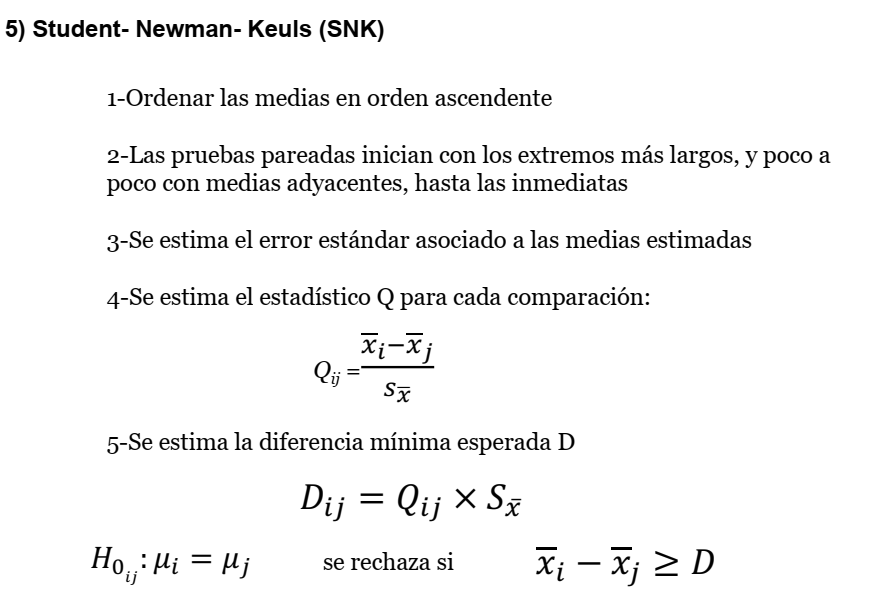 5) Student- Newman- Keuls (SNK)
1-Ordenar las medias en orden ascendente
2-Las pruebas pareadas inician con los extremos más largos, y poco a
poco con medias adyacentes, hasta las inmediatas
3-Se estima el error estándar asociado a las medias estimadas
4-Se estima el estadístico Q para cada comparación:
Q_{ij} = \frac{\overline{x}_i - \overline{x}_j}{s_{\overline{x}}}
5-Se estima la diferencia mínima esperada D
D_{ij} = Q_{ij} × S_{\bar{x}}
H_{0_{ij}}: μ_i = μ_j se rechaza si \overline{x}_i − \overline{x}_j ≥ D